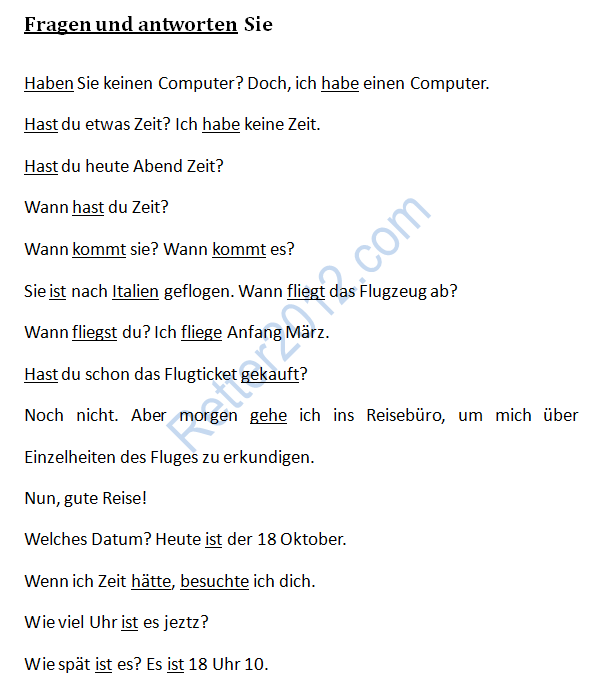 Fragen und antworten Sie
Haben Sie keinen Computer? Doch, ich habe einen Computer.
Hast du etwas Zeit? Ich habe keine Zeit.
Hast du heute Abend Zeit?
Wann hast du Zeit?
Wann kommt sie? Wann kommt es?
Sie ist nach Italien geflogen. Wann fliegt das Flugzeug ab?
Wann fliegst du? Ich fliege Anfang März.
Hast du schon das Flugticket gekauft?
Noch nicht. Aber morgen gehe ich ins Reisebüro, um mich über
Einzelheiten des Fluges zu erkundigen.
Nun, gute Reise!
Welches Datum? Heute ist der 18 Oktober.
Wenn ich Zeit hätte, besuchte ich dich.
Wie viel Uhr ist es jeztz?
Wie spät ist es? Es ist 18 Uhr 10.
Retter2012.com